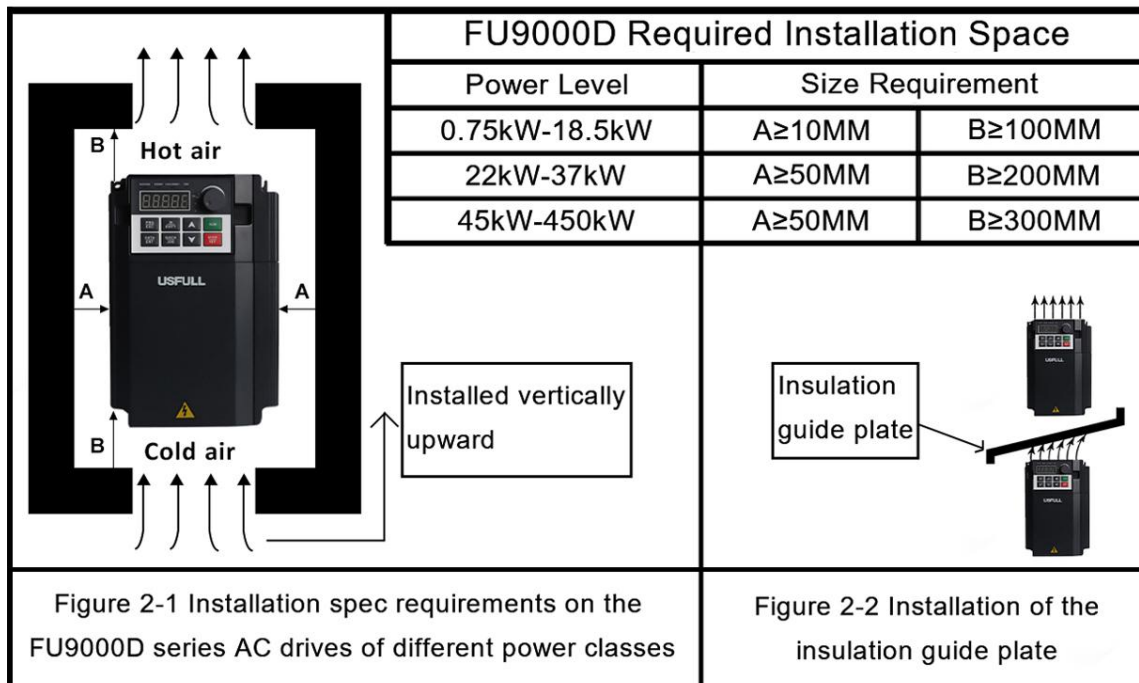 FU9000D Required Installation Space
Power Level
Size Requirement
0.75kW-18.5kW
A≥10MM
B≥100MM
22kW-37kW
A≥50MM
B≥200MM
45kW-450kW
A≥50MM
B≥300MM
B
Hot air
USFULL
A
A
B
Cold air
Installed vertically
upward
Insulation
guide plate
USFULL
USFULL
Figure 2-1 Installation spec requirements on the
FU9000D series AC drives of different power classes
Figure 2-2 Installation of the
insulation guide plate